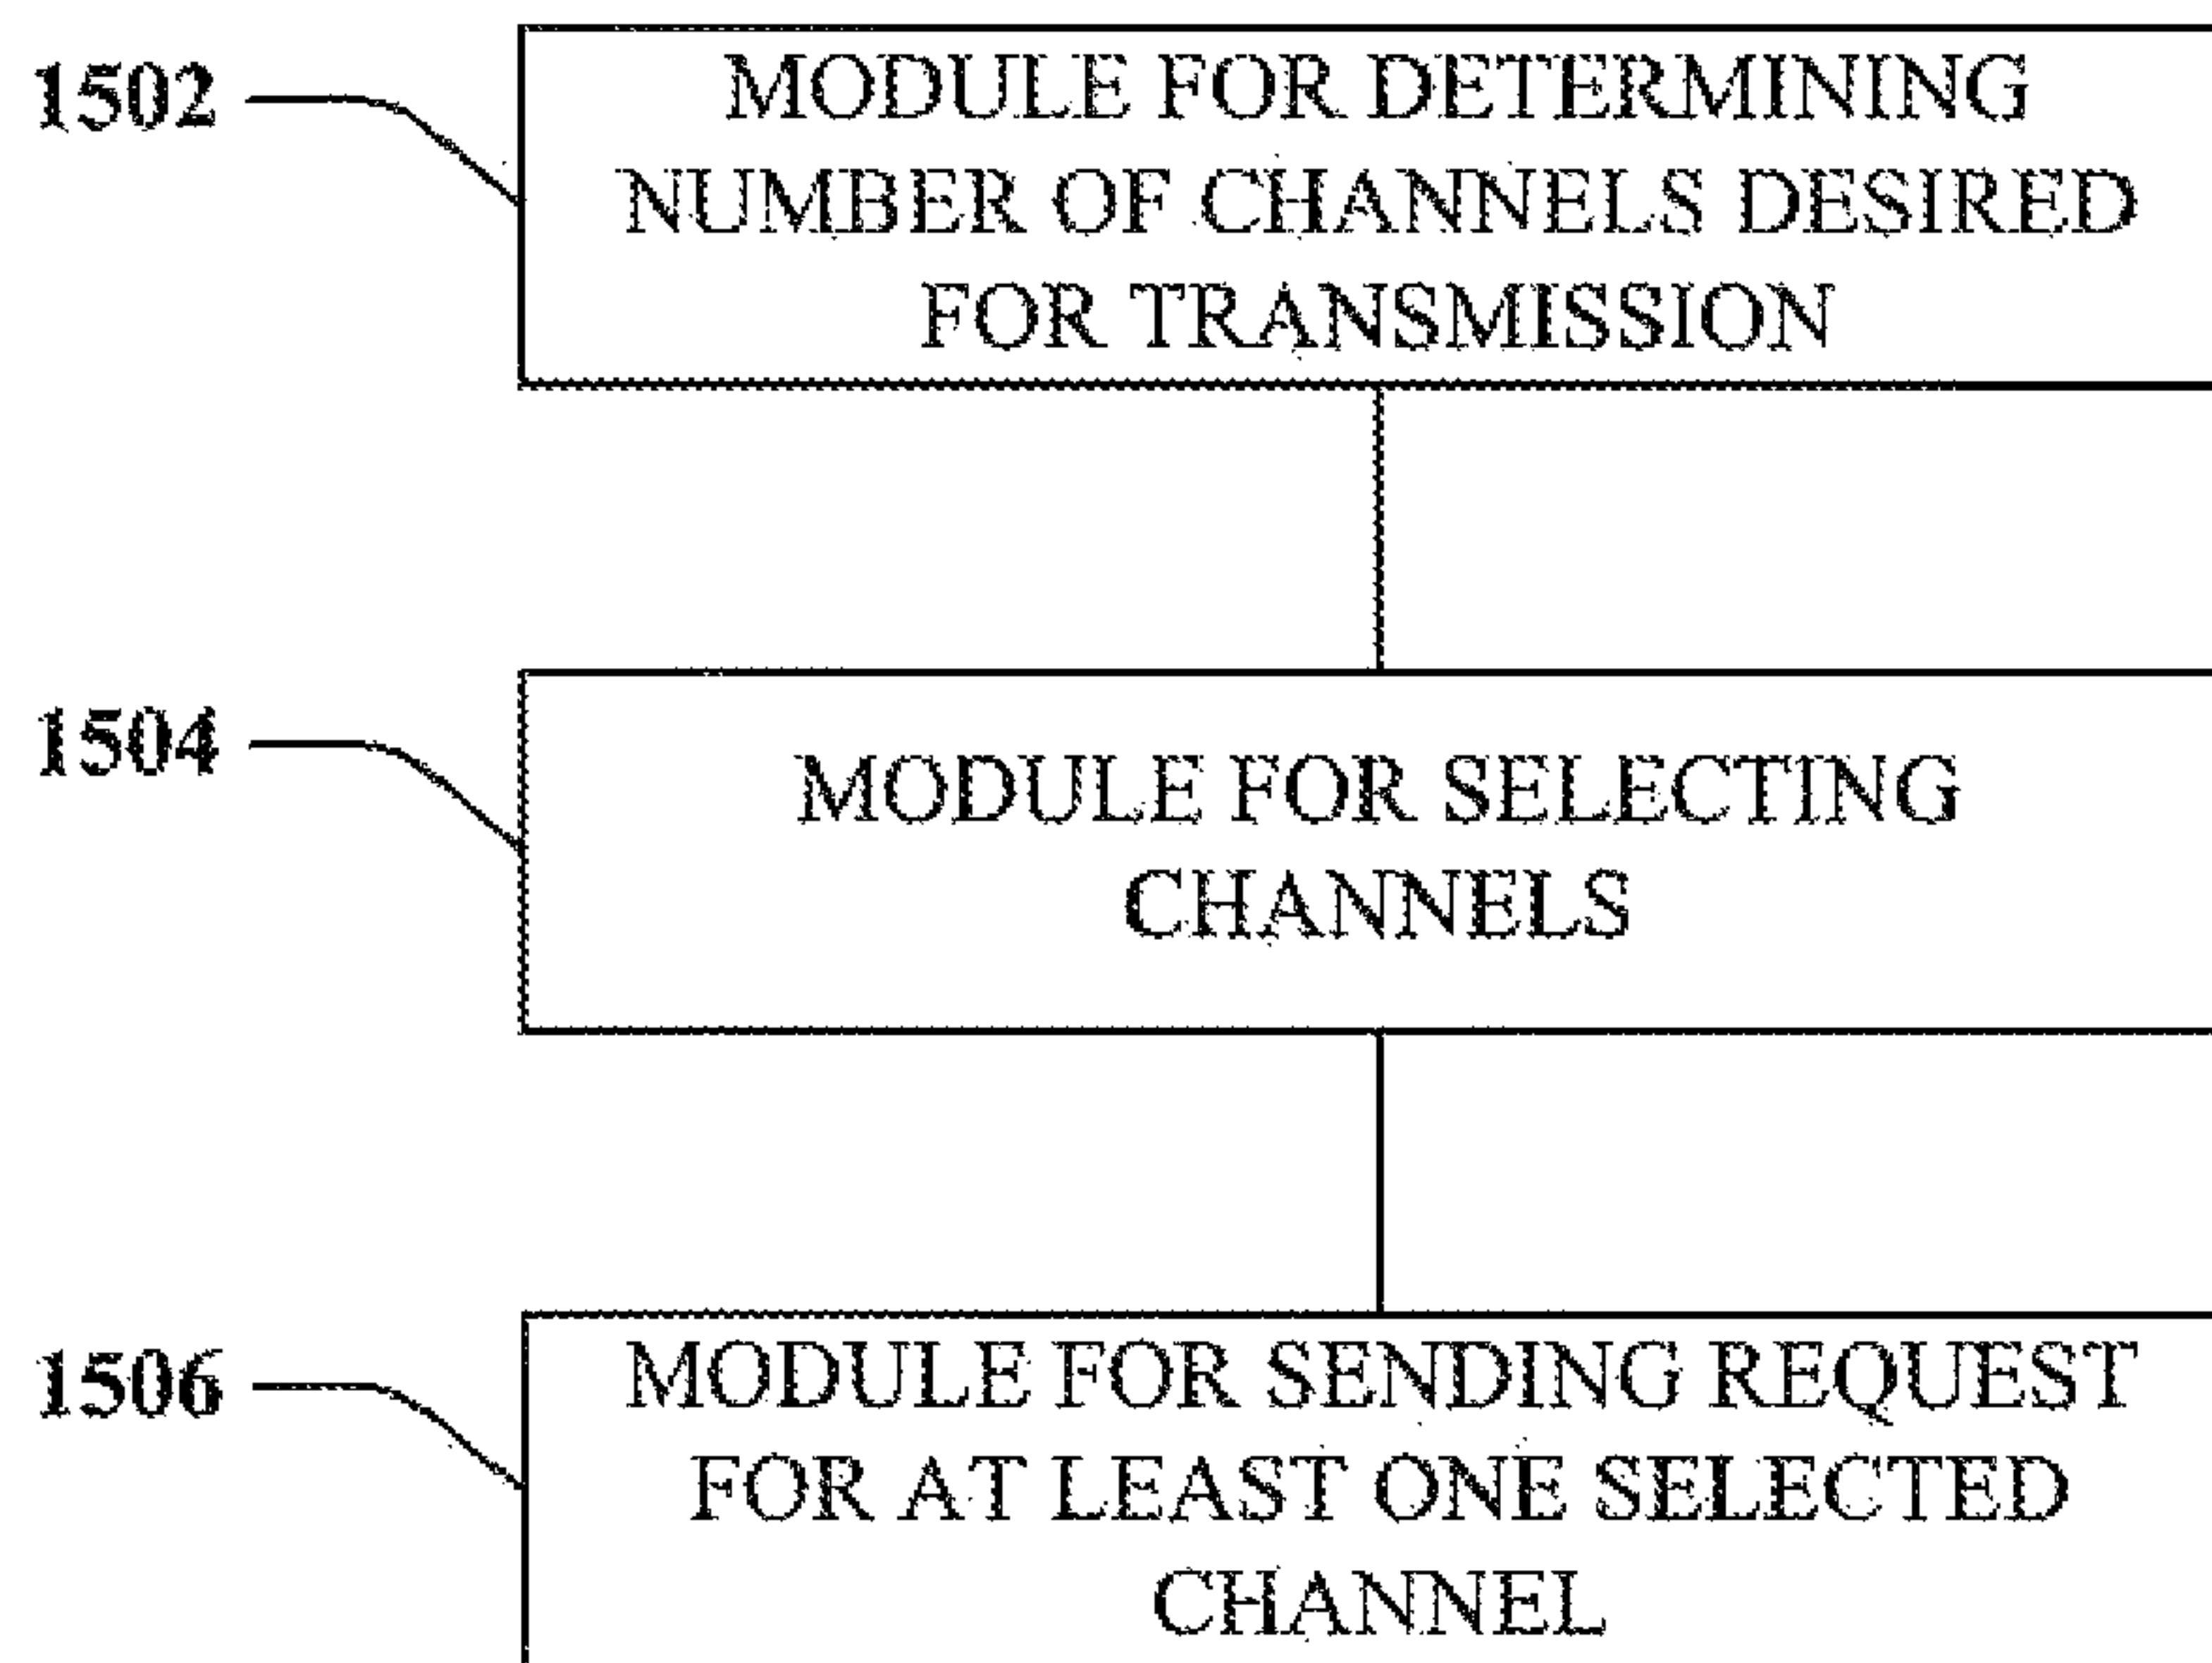 1502
MODULE FOR DETERMINING
NUMBER OF CHANNELS DESIRED
FOR TRANSMISSION
1504
MODULE FOR SELECTING
CHANNELS
1506
MODULE FOR SENDING REQUEST
FOR AT LEAST ONE SELECTED
CHANNEL